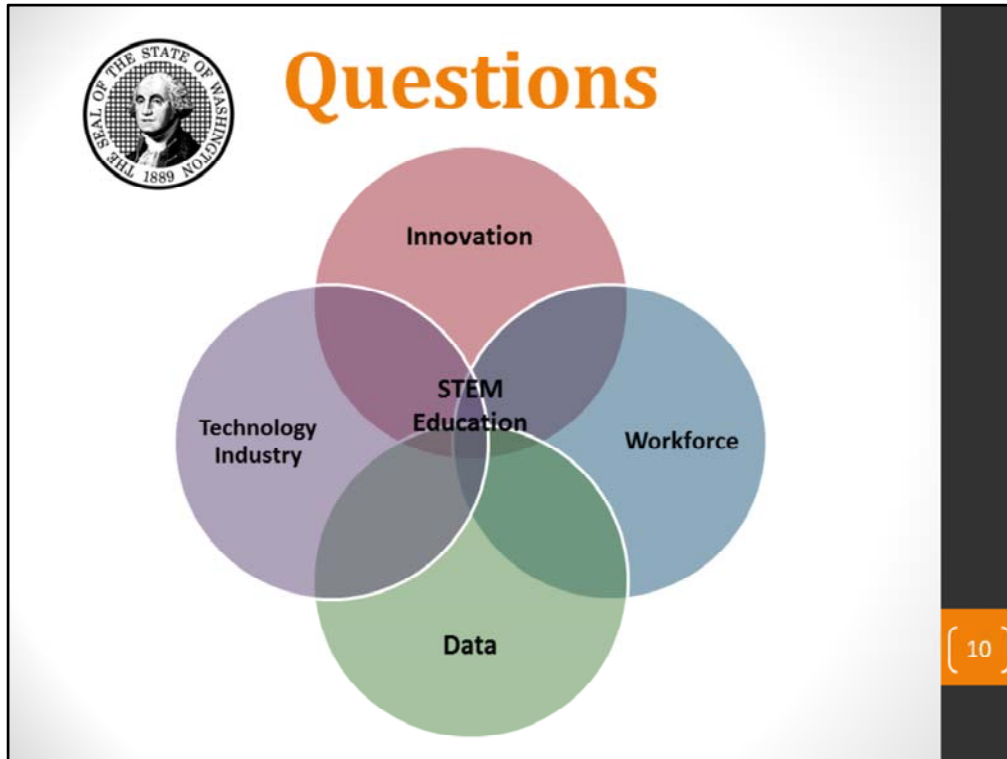 THE SEAL OF THE STATE OF WASHINGTON
1889
Questions
Innovation
STEM
Education
Technology
Industry
Workforce
Data
10